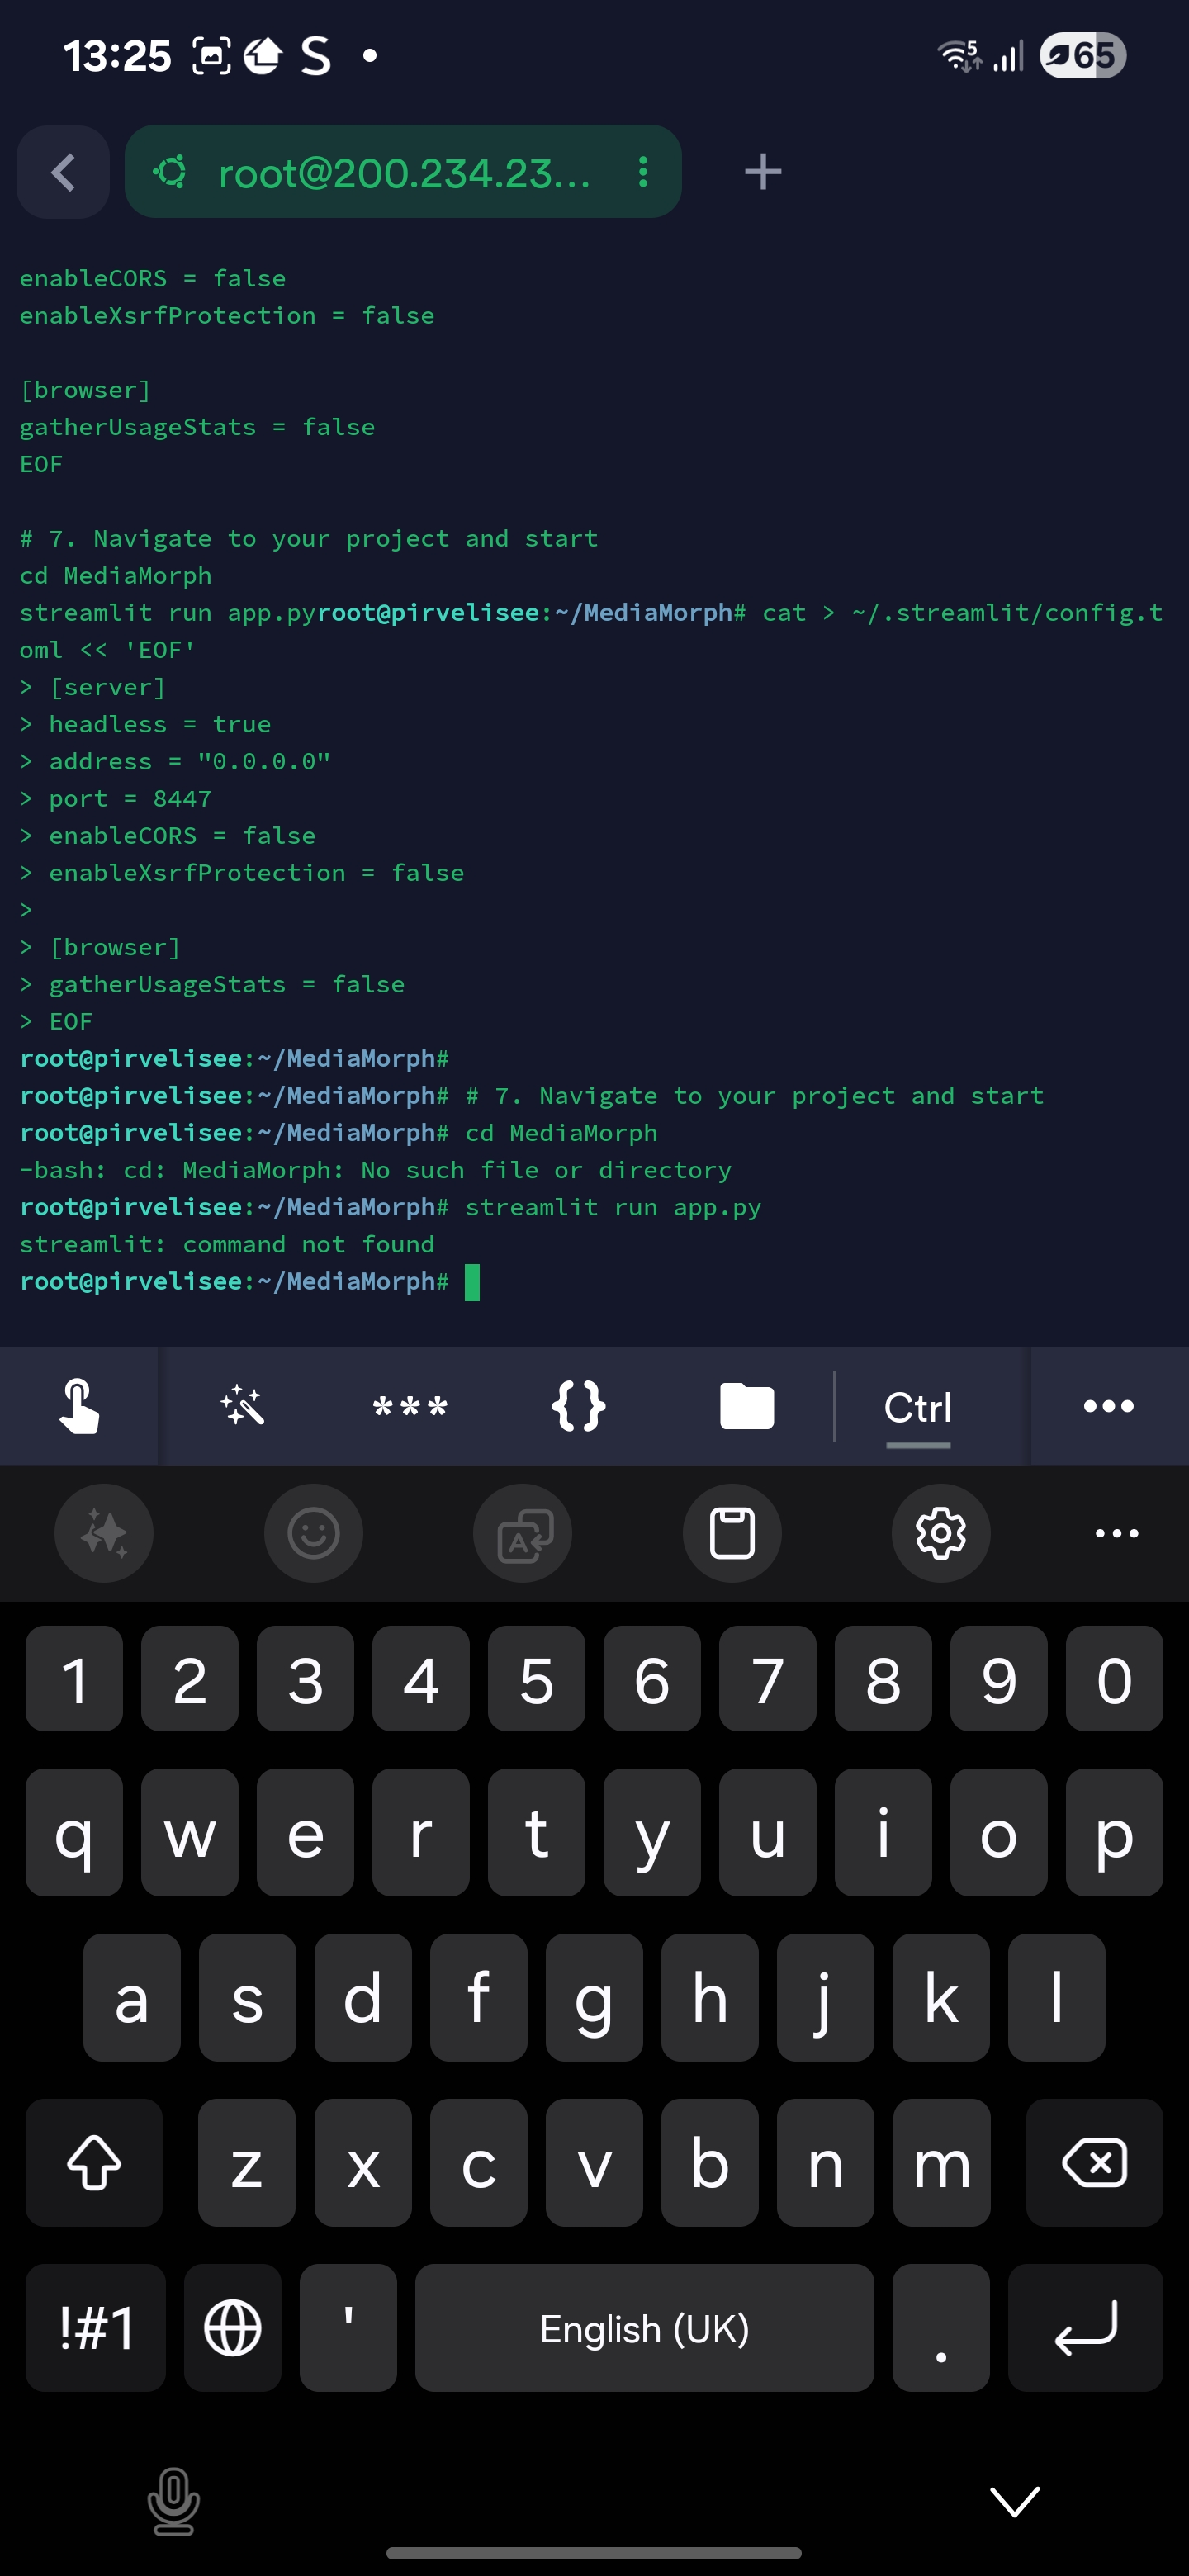 13:25 S 5 65
root@200.234.23...
enableCORS = false
enableXsrfProtection = false
[browser]
gatherUsageStats = false
EOF
# 7. Navigate to your project and start
cd MediaMorph
streamlit run app.pyroot@pirvelisee:~/MediaMorph# cat > ~/.streamlit/config.t
oml << 'EOF'
> [server]
> headless = true
> address = "0.0.0.0"
> port = 8447
> enableCORS = false
> enableXsrfProtection = false
>
> [browser]
> gatherUsageStats = false
> EOF
root@pirvelisee:~/MediaMorph#
root@pirvelisee:~/MediaMorph# # 7. Navigate to your project and start
root@pirvelisee:~/MediaMorph# cd MediaMorph
-bash: cd: MediaMorph: No such file or directory
root@pirvelisee:~/MediaMorph# streamlit run app.py
streamlit: command not found
root@pirvelisee:~/MediaMorph#
*** {} Ctrl
A
1 2 3 4 5 6 7 8 9 0
q w e r t y u i o p
a s d f g h j k l
z x c v b n m
!#1 ' English (UK) .